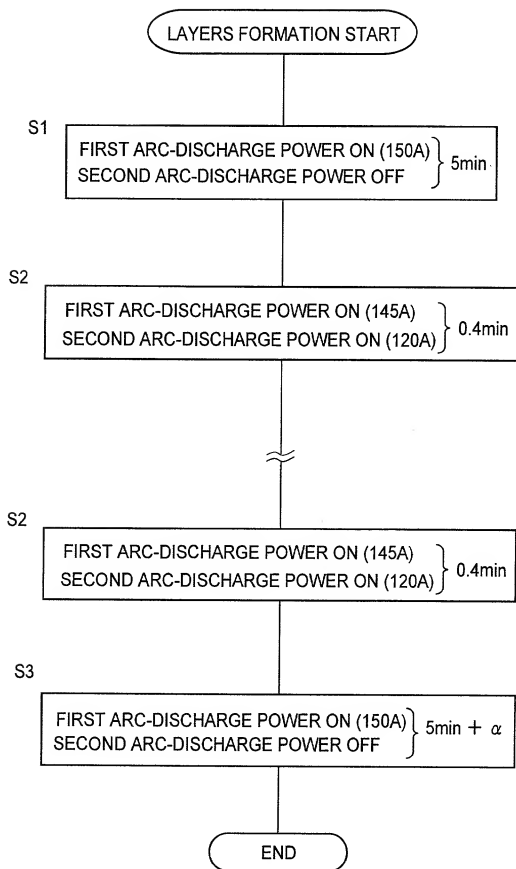 LAYERS FORMATION START
S1
FIRST ARC-DISCHARGE POWER ON (150A)
SECOND ARC-DISCHARGE POWER OFF
5min
S2
FIRST ARC-DISCHARGE POWER ON (145A)
SECOND ARC-DISCHARGE POWER ON (120A)
0.4min
S2
FIRST ARC-DISCHARGE POWER ON (145A)
SECOND ARC-DISCHARGE POWER ON (120A)
0.4min
S3
FIRST ARC-DISCHARGE POWER ON (150A)
SECOND ARC-DISCHARGE POWER OFF
5min + α
END